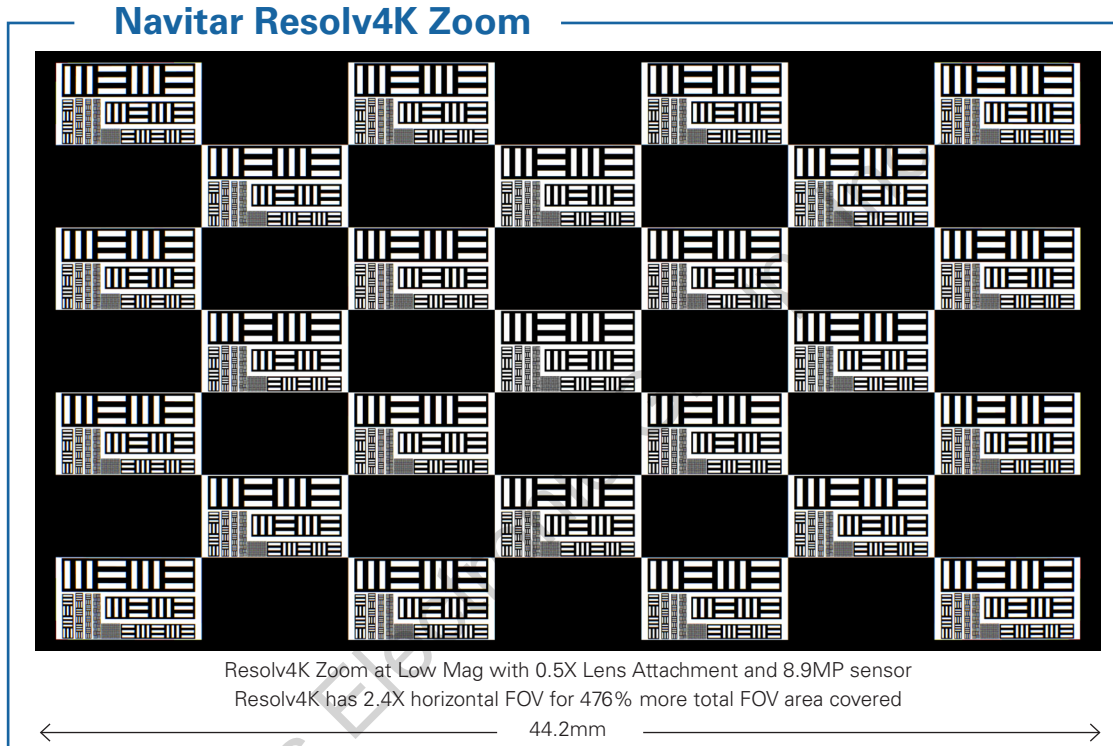 Navitar Resolv4K Zoom
Resolv4K Zoom at Low Mag with 0.5X Lens Attachment and 8.9MP sensor
Resolv4K has 2.4X horizontal FOV for 476% more total FOV area covered
44.2mm